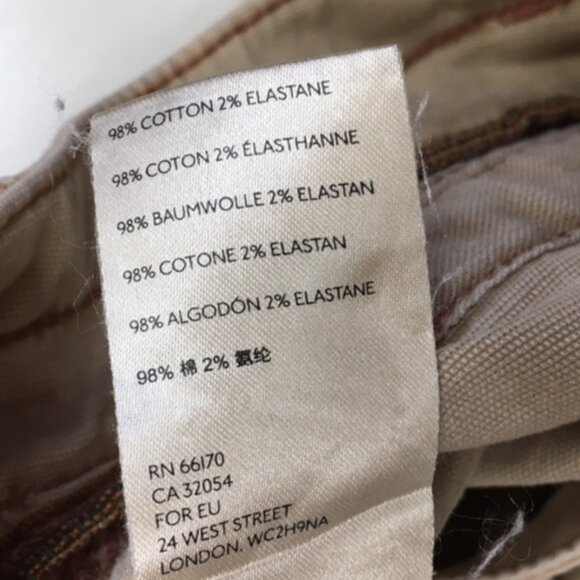 98% COTTON 2% ELASTANE
98% COTON 2% ÉLASTHANNE
98% BAUMWOLLE 2% ELASTAN
98% COTONE 2% ELASTAN
98% ALGODÓN 2% ELASTANE
98% 棉 2% 氨纶
RN 66170
CA 32054
FOR EU
24 WEST STREET
LONDON. WC2H9NA